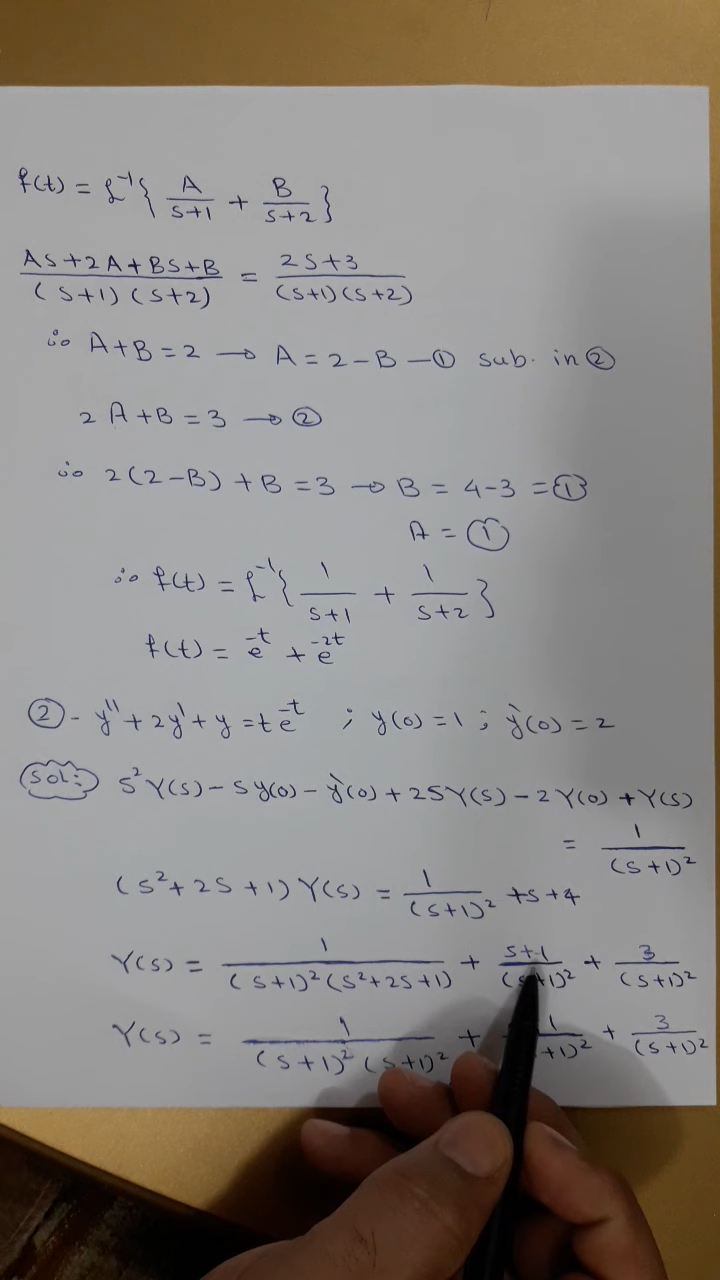 f(t) = ℒ⁻¹{ A/(S+1) + B/(S+2) }
(AS+2A+BS+B)/((S+1)(S+2)) = (2S+3)/((S+1)(S+2))
∴ A+B=2 → A=2-B — ① sub. in ②
2A+B=3 → ②
∴ 2(2-B)+B=3 → B = 4-3 = ①
A = ①
∴ f(t) = ℒ⁻¹{ 1/(S+1) + 1/(S+2) }
f(t) = e^-t + e^-2t
② - y''+2y'+y=te^-t ; y(0)=1 ; y'(0)=2
Sol: S²Y(S)-Sy(0)-y'(0)+2SY(S)-2Y(0)+Y(S)
= 1/(S+1)²
(S²+2S+1)Y(S) = 1/(S+1)² +S+4
Y(S) = 1/((S+1)²(S²+2S+1)) + (S+1)/(S+1)² + 3/(S+1)²
Y(S) = 1/((S+1)²(S+1)²) + 1/ +1)² + 3/(S+1)²